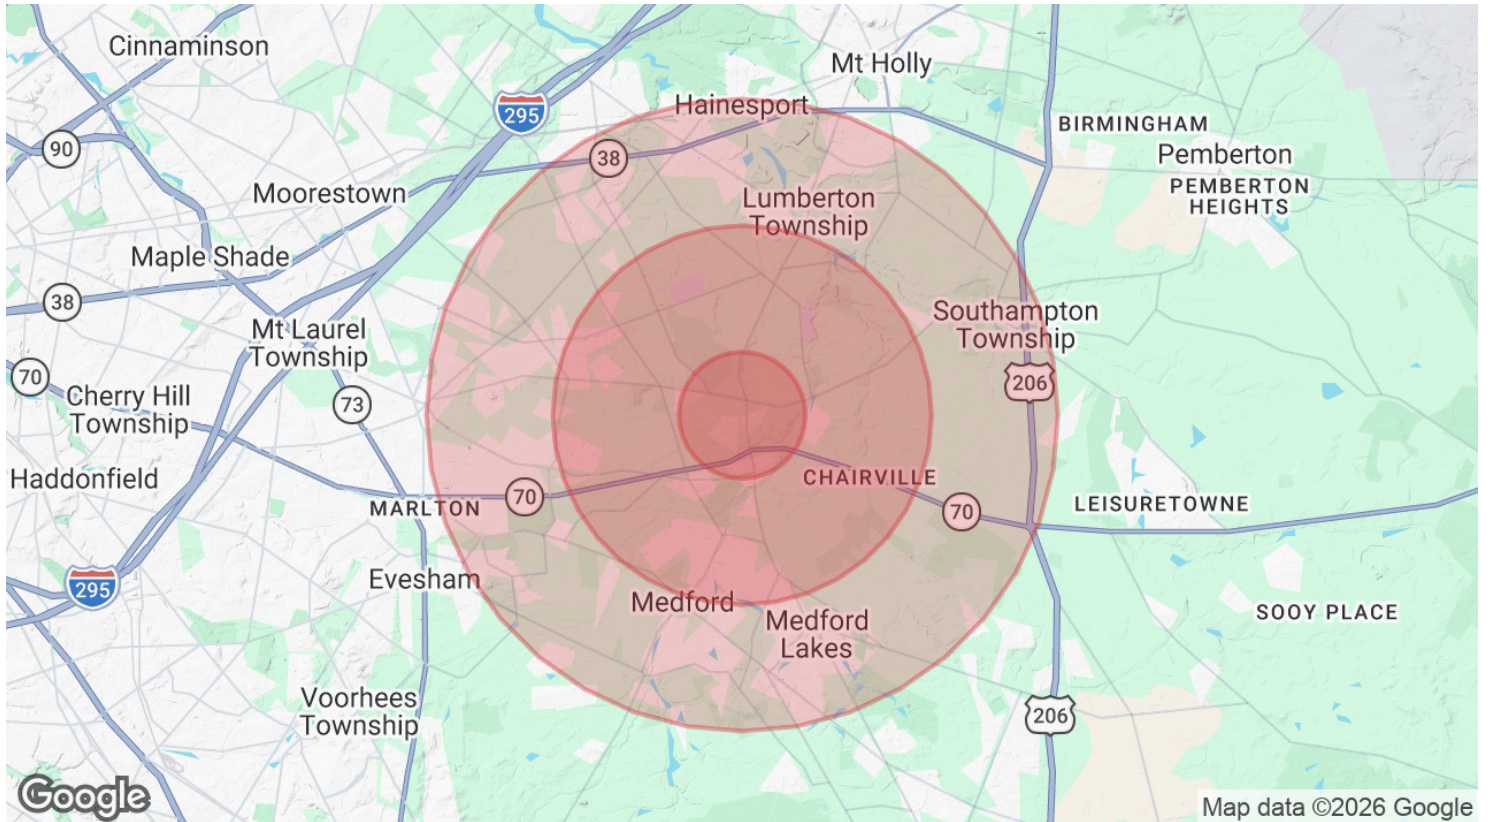 Cinnaminson
Mt Holly
Hainesport
295
BIRMINGHAM
90
38
Pemberton
PEMBERTON
HEIGHTS
Moorestown
Lumberton
Township
Maple Shade
38
Southampton
Township
Mt Laurel
Township
70
206
Cherry Hill
Township
73
Haddonfield
CHAIRVILLE
70
MARLTON
70
LEISURETOWNE
295
Evesham
Medford
Medford
Lakes
SOOY PLACE
Voorhees
Township
206
Google
Map data ©2026 Google